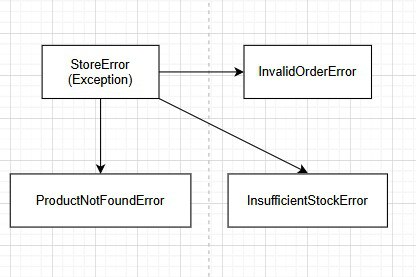 StoreError
(Exception)
InvalidOrderError
ProductNotFoundError
InsufficientStockError